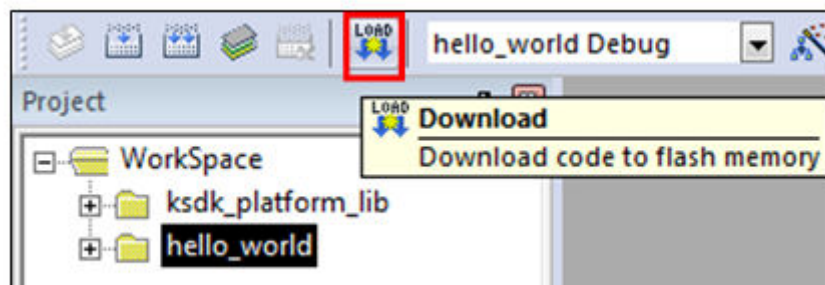 LOAD
hello_world Debug
Project
LOAD
Download
Download code to flash memory
WorkSpace
ksdk_platform_lib
hello_world